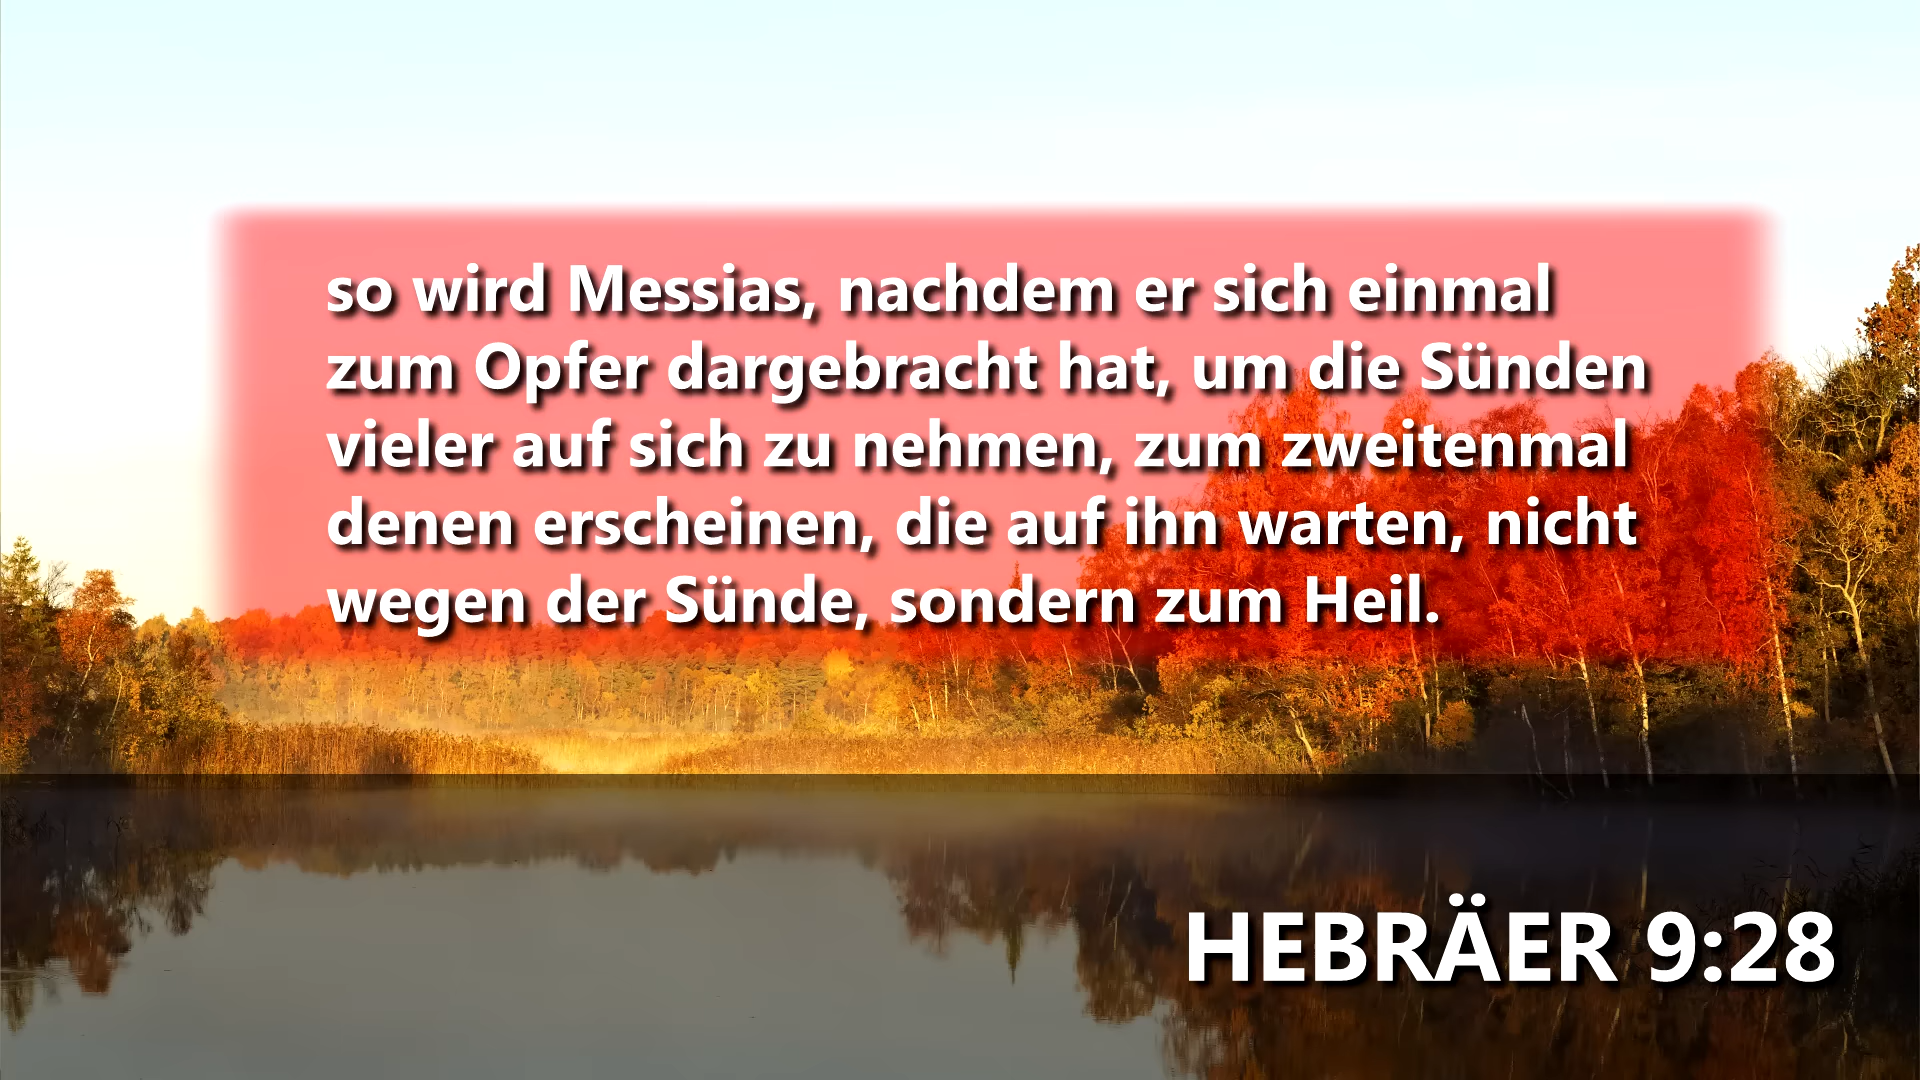 so wird Messias, nachdem er sich einmal
zum Opfer dargebracht hat, um die Sünden
vieler auf sich zu nehmen, zum zweitenmal
denen erscheinen, die auf ihn warten, nicht
wegen der Sünde, sondern zum Heil.
HEBRÄER 9:28